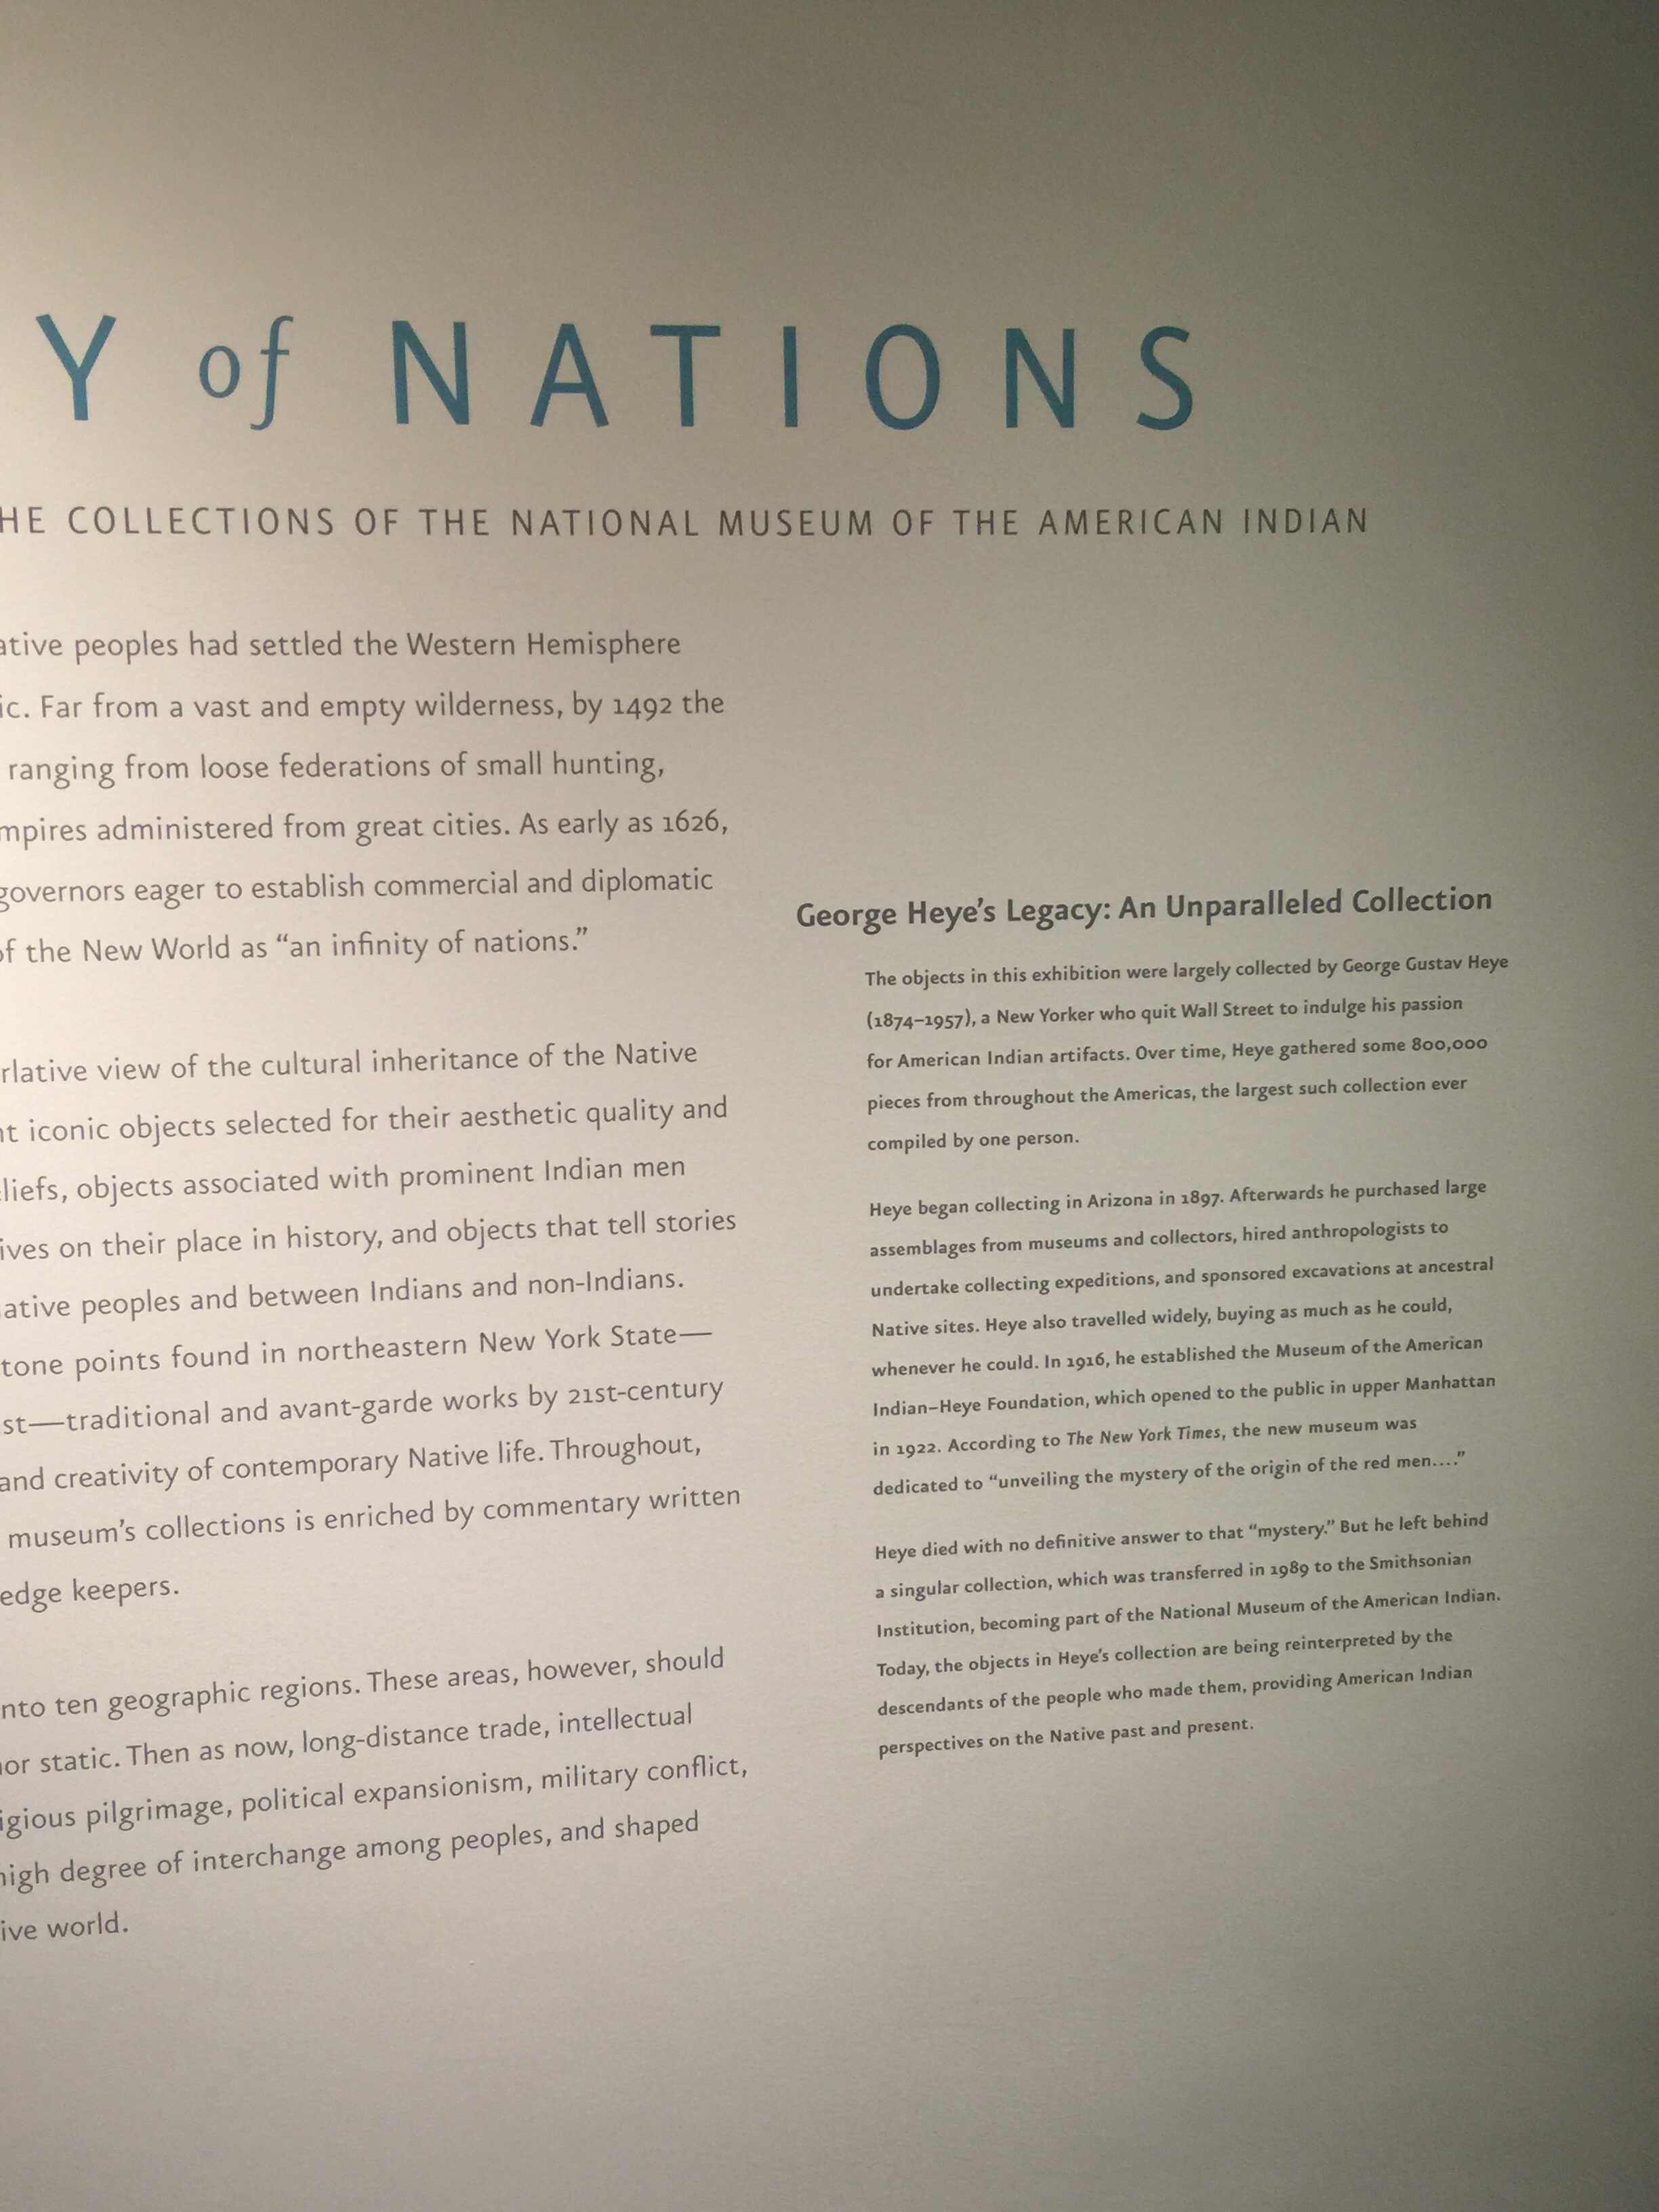 Y of NATIONS
HE COLLECTIONS OF THE NATIONAL MUSEUM OF THE AMERICAN INDIAN
ative peoples had settled the Western Hemisphere
ic. Far from a vast and empty wilderness, by 1492 the
ranging from loose federations of small hunting,
mpires administered from great cities. As early as 1626,
governors eager to establish commercial and diplomatic
of the New World as “an infinity of nations.”
rlative view of the cultural inheritance of the Native
nt iconic objects selected for their aesthetic quality and
liefs, objects associated with prominent Indian men
ives on their place in history, and objects that tell stories
ative peoples and between Indians and non-Indians.
tone points found in northeastern New York State—
st—traditional and avant-garde works by 21st-century
and creativity of contemporary Native life. Throughout,
museum’s collections is enriched by commentary written
edge keepers.
nto ten geographic regions. These areas, however, should
nor static. Then as now, long-distance trade, intellectual
igious pilgrimage, political expansionism, military conflict,
high degree of interchange among peoples, and shaped
ive world.
George Heye’s Legacy: An Unparalleled Collection
The objects in this exhibition were largely collected by George Gustav Heye
(1874–1957), a New Yorker who quit Wall Street to indulge his passion
for American Indian artifacts. Over time, Heye gathered some 800,000
pieces from throughout the Americas, the largest such collection ever
compiled by one person.
Heye began collecting in Arizona in 1897. Afterwards he purchased large
assemblages from museums and collectors, hired anthropologists to
undertake collecting expeditions, and sponsored excavations at ancestral
Native sites. Heye also travelled widely, buying as much as he could,
whenever he could. In 1916, he established the Museum of the American
Indian–Heye Foundation, which opened to the public in upper Manhattan
in 1922. According to The New York Times, the new museum was
dedicated to “unveiling the mystery of the origin of the red men....”
Heye died with no definitive answer to that “mystery.” But he left behind
a singular collection, which was transferred in 1989 to the Smithsonian
Institution, becoming part of the National Museum of the American Indian.
Today, the objects in Heye’s collection are being reinterpreted by the
descendants of the people who made them, providing American Indian
perspectives on the Native past and present.